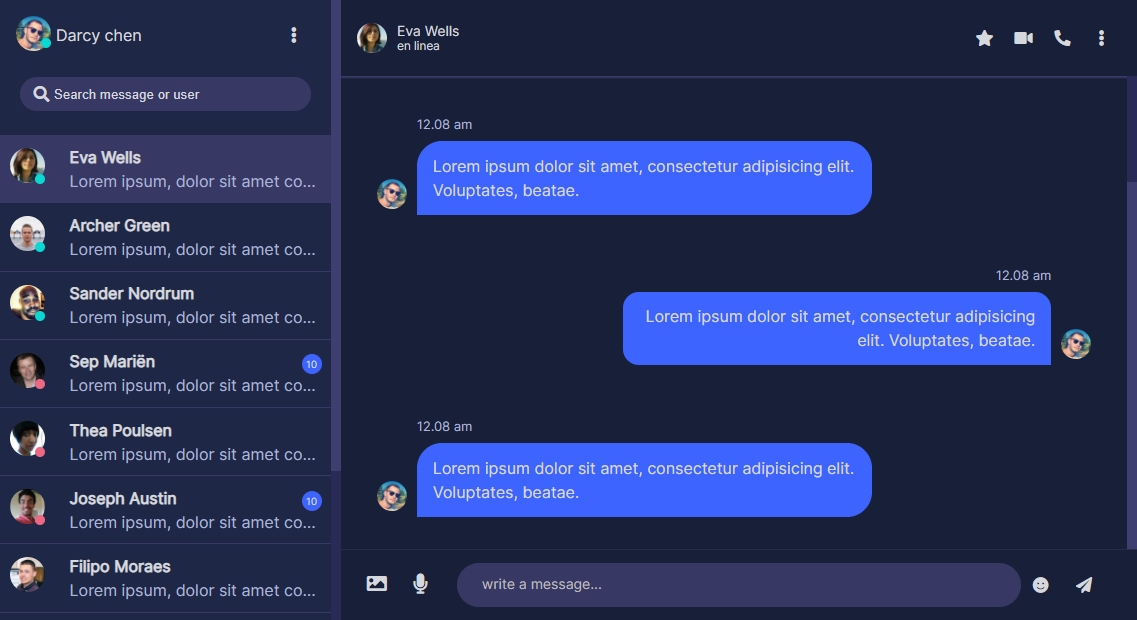 Darcy chen
Search message or user
Eva Wells
Lorem ipsum, dolor sit amet co...
Archer Green
Lorem ipsum, dolor sit amet co...
Sander Nordrum
Lorem ipsum, dolor sit amet co...
Sep Mariën
10
Lorem ipsum, dolor sit amet co...
Thea Poulsen
Lorem ipsum, dolor sit amet co...
Joseph Austin
10
Lorem ipsum, dolor sit amet co...
Filipo Moraes
Lorem ipsum, dolor sit amet co...
Eva Wells
en linea
12.08 am
Lorem ipsum dolor sit amet, consectetur adipisicing elit.
Voluptates, beatae.
12.08 am
Lorem ipsum dolor sit amet, consectetur adipisicing
elit. Voluptates, beatae.
12.08 am
Lorem ipsum dolor sit amet, consectetur adipisicing elit.
Voluptates, beatae.
write a message...